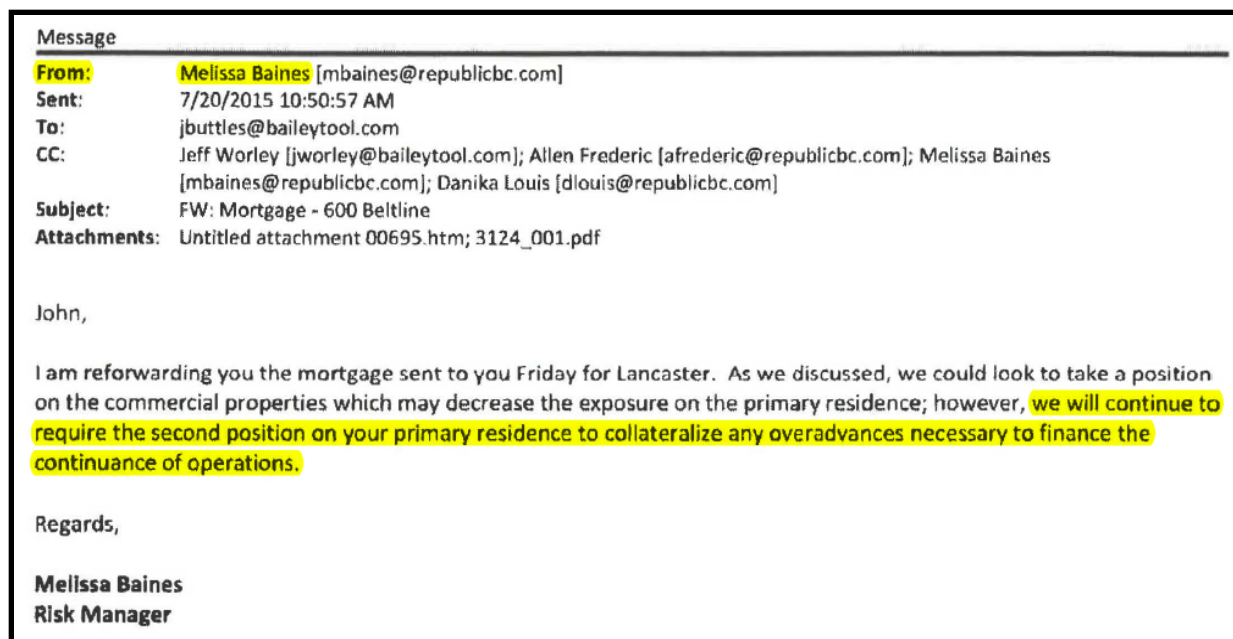 Message
From: Melissa Baines [mbaines@republicbc.com]
Sent: 7/20/2015 10:50:57 AM
To: jbuttles@baileytool.com
CC: Jeff Worley [jworley@baileytool.com]; Allen Frederic [afrederic@republicbc.com]; Melissa Baines
[mbaines@republicbc.com]; Danika Louis [dlouis@republicbc.com]
Subject: FW: Mortgage - 600 Beltline
Attachments: Untitled attachment 00695.htm; 3124_001.pdf
John,
I am reforwarding you the mortgage sent to you Friday for Lancaster. As we discussed, we could look to take a position
on the commercial properties which may decrease the exposure on the primary residence; however, we will continue to
require the second position on your primary residence to collateralize any overadvances necessary to finance the
continuance of operations.
Regards,
Melissa Baines
Risk Manager